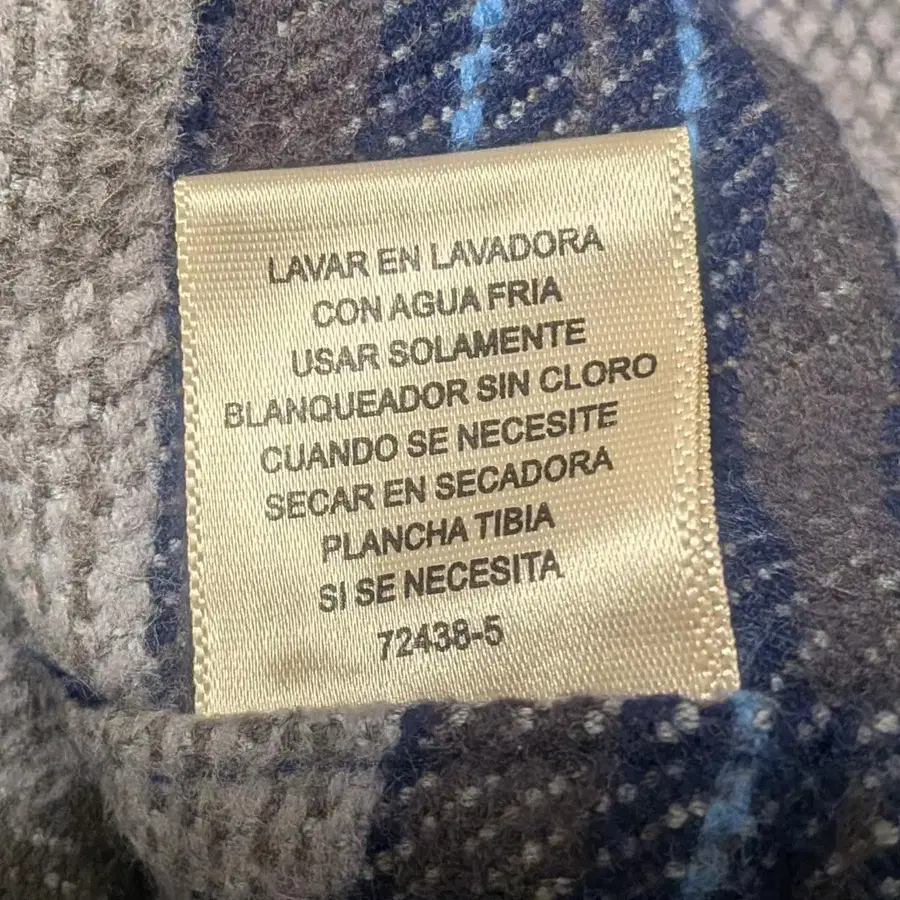 LAVAR EN LAVADORA
CON AGUA FRIA
USAR SOLAMENTE
BLANQUEADOR SIN CLORO
CUANDO SE NECESITE
SECAR EN SECADORA
PLANCHA TIBIA
SI SE NECESITA
72438-5